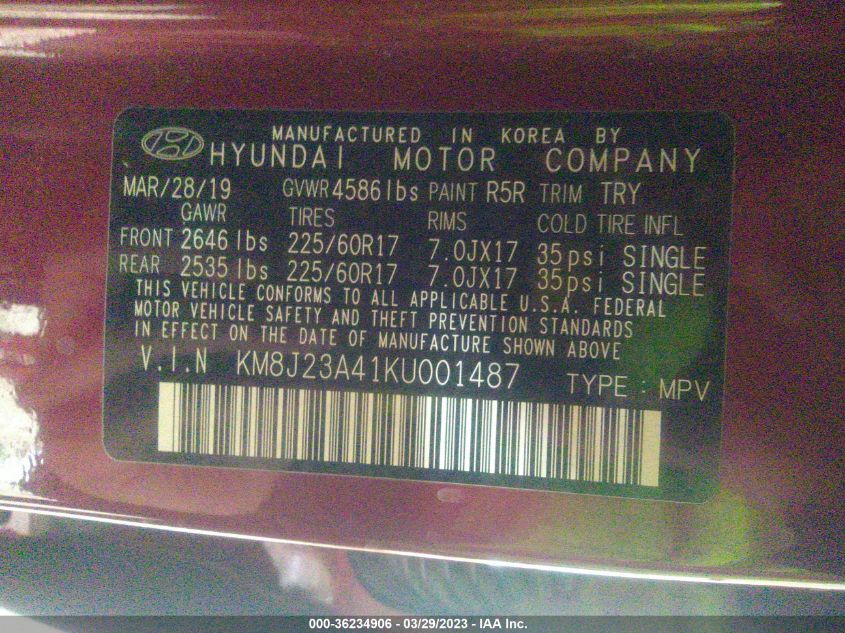 MANUFACTURED IN KOREA BY
HYUNDAI MOTOR COMPANY
MAR/28/19 GVWR 4586 lbs PAINT R5R TRIM TRY
GAWR TIRES RIMS COLD TIRE INFL
FRONT 2646 lbs 225/60R17 7.0JX17 35psi SINGLE
REAR 2535 lbs 225/60R17 7.0JX17 35psi SINGLE
THIS VEHICLE CONFORMS TO ALL APPLICABLE U.S.A. FEDERAL
MOTOR VEHICLE SAFETY AND THEFT PREVENTION STANDARDS
IN EFFECT ON THE DATE OF MANUFACTURE SHOWN ABOVE
V.I.N KM8J23A41KU001487 TYPE : MPV
000-36234906 - 03/29/2023 - IAA Inc.